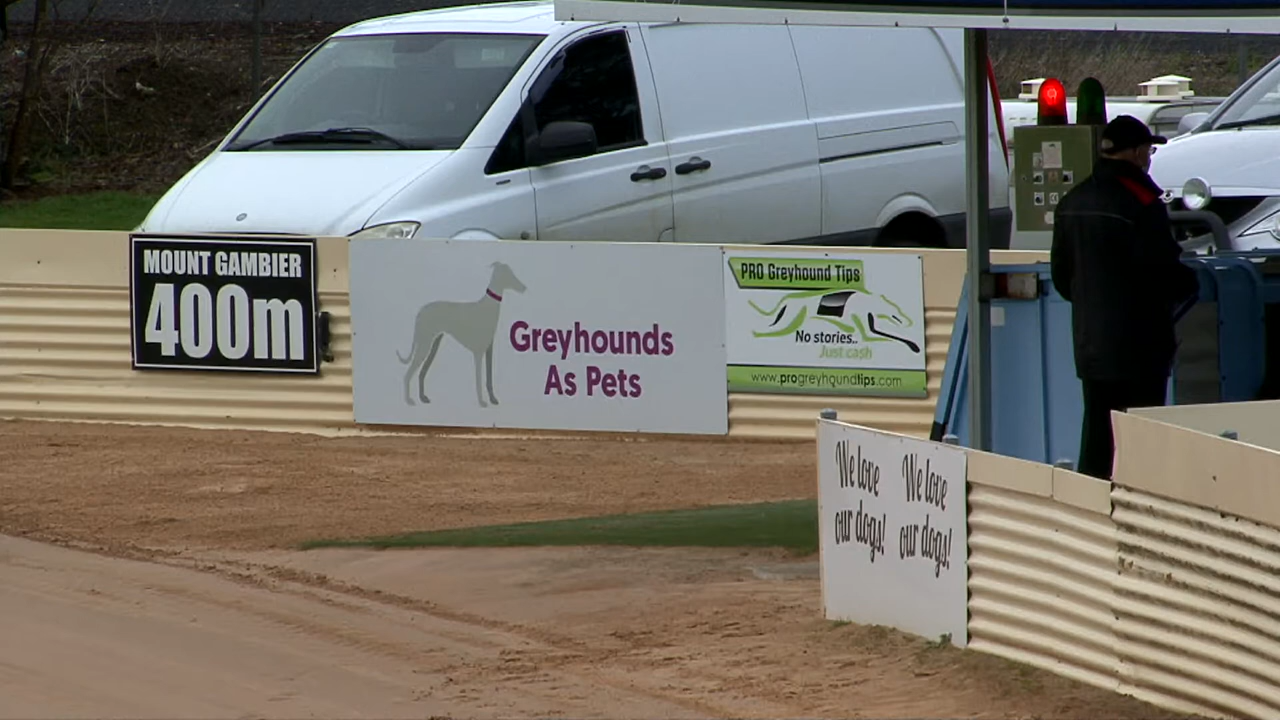 MOUNT GAMBIER
400m
Greyhounds
As Pets
PRO Greyhound Tips
No stories..
Just cash
www.progreyhoundtips.com
We love
our dogs!
We love
our dogs!